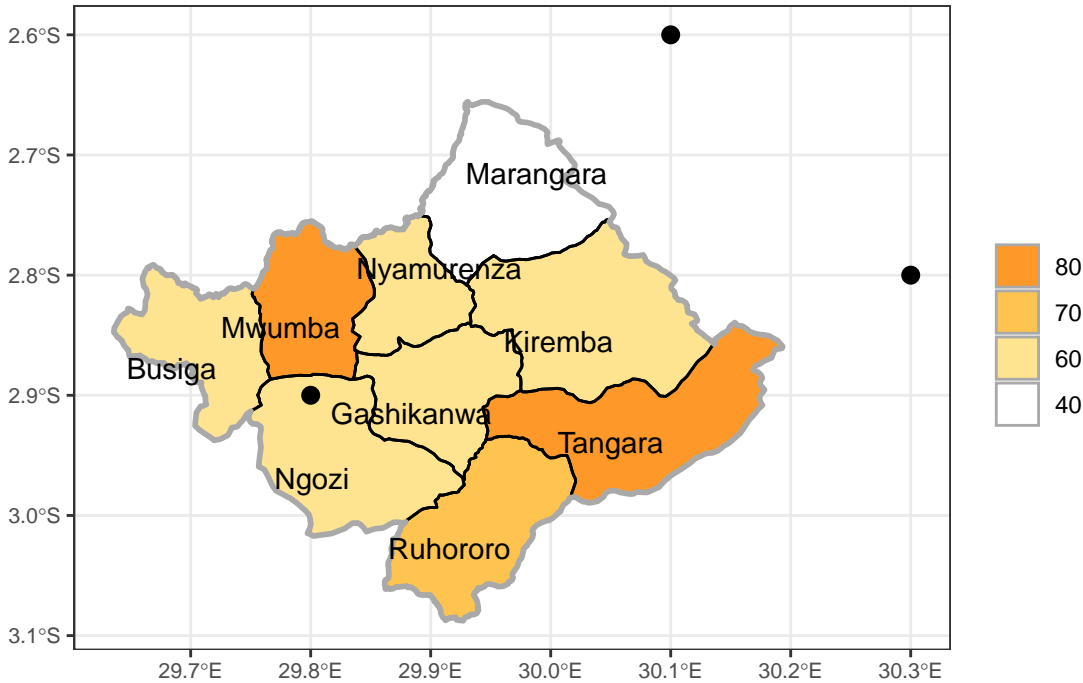 2.6°S
2.7°S
2.8°S
2.9°S
3.0°S
3.1°S
Marangara
Nyamurenza
Mwumba
Kiremba
Busiga
Gashikanwa
Tangara
Ngozi
Ruhororo
29.7°E 29.8°E 29.9°E 30.0°E 30.1°E 30.2°E 30.3°E
80
70
60
40